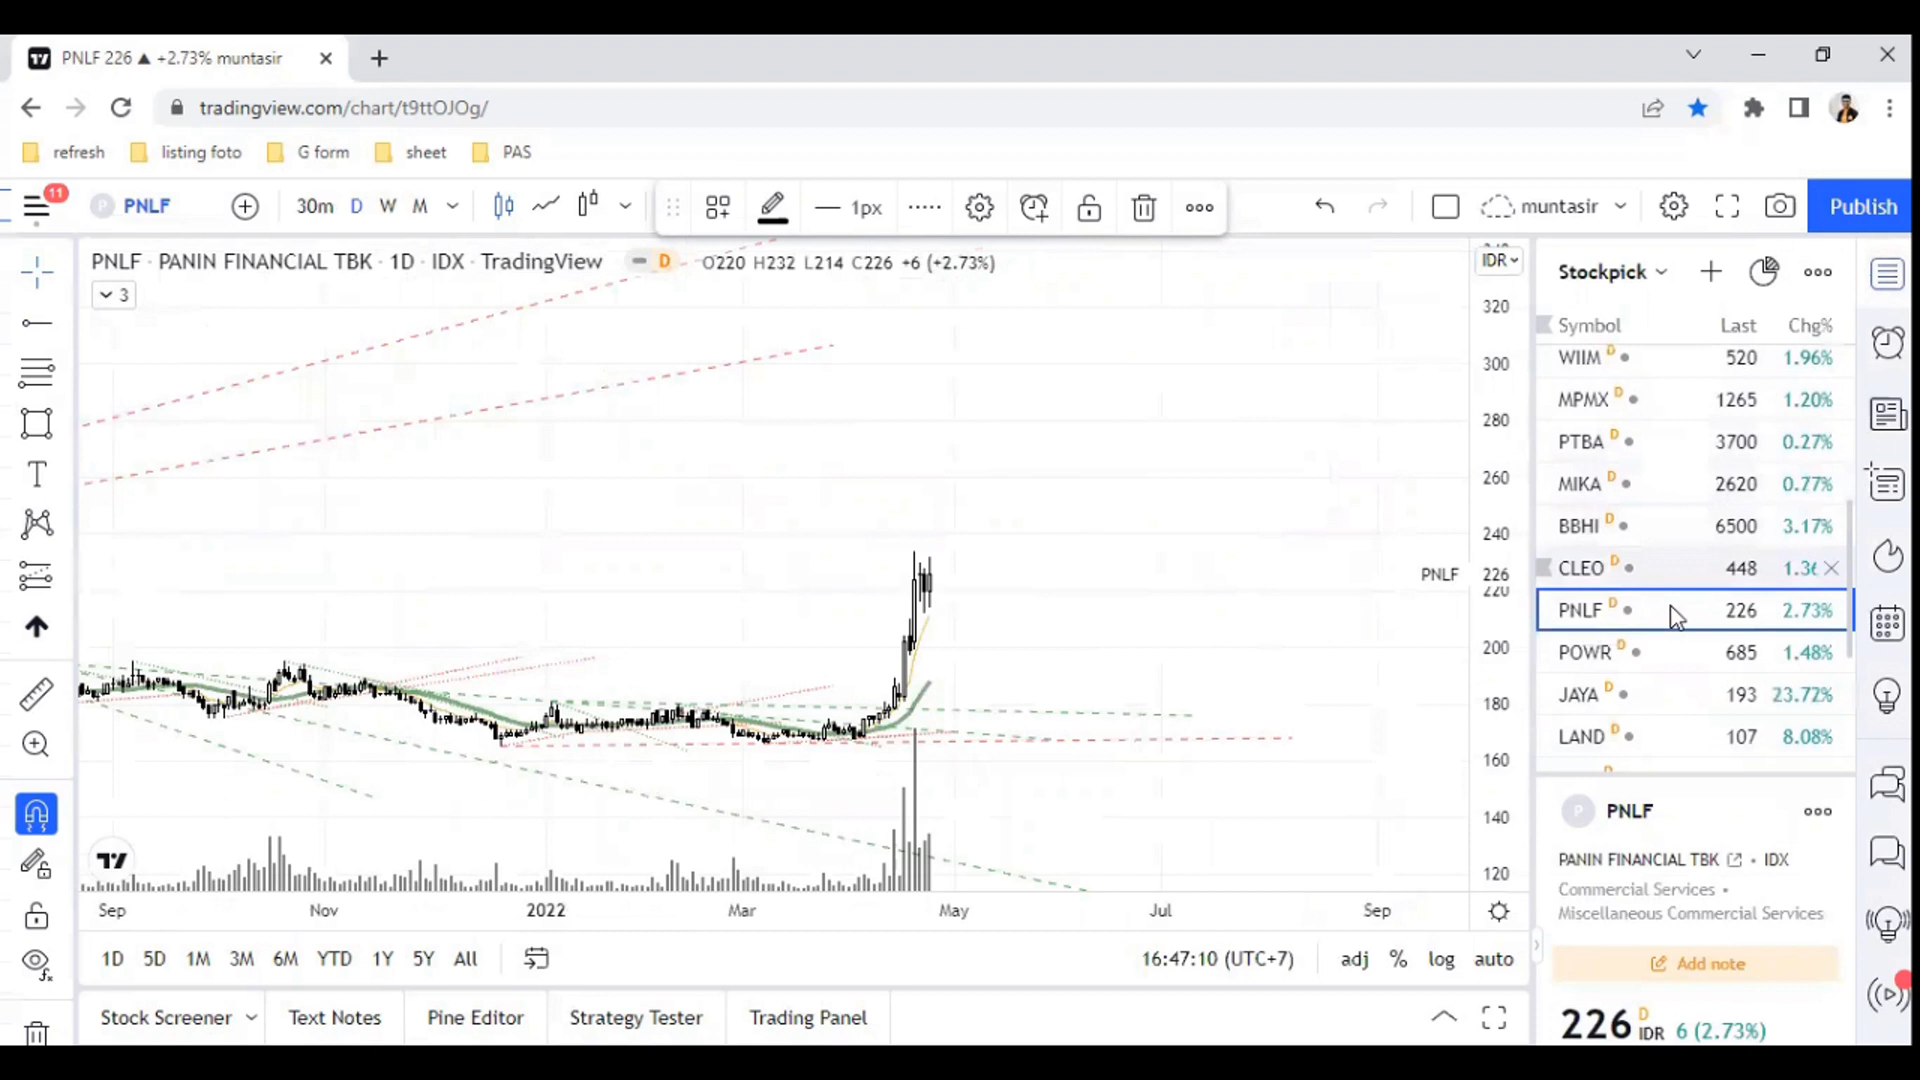 PNLF 226 ▲ +2.73% muntasir
tradingview.com/chart/t9ttOJOg/
refresh listing foto G form sheet PAS
11
PNLF 30m D W M 1px muntasir Publish
PNLF · PANIN FINANCIAL TBK · 1D · IDX · TradingView D O220 H232 L214 C226 +6 (+2.73%)
3
IDR
320
300
280
260
240
PNLF 226
220
200
180
160
140
120
Sep Nov 2022 Mar May Jul Sep
1D 5D 1M 3M 6M YTD 1Y 5Y All 16:47:10 (UTC+7) adj % log auto
Stock Screener Text Notes Pine Editor Strategy Tester Trading Panel
Stockpick
Symbol Last Chg%
WIIM D 520 1.96%
MPMX D 1265 1.20%
PTBA D 3700 0.27%
MIKA D 2620 0.77%
BBHI D 6500 3.17%
CLEO D 448
PNLF D 226 2.73%
POWR D 685 1.48%
JAYA D 193 23.72%
LAND D 107 8.08%
P PNLF
PANIN FINANCIAL TBK • IDX
Commercial Services •
Miscellaneous Commercial Services
Add note
226 D IDR 6 (2.73%)